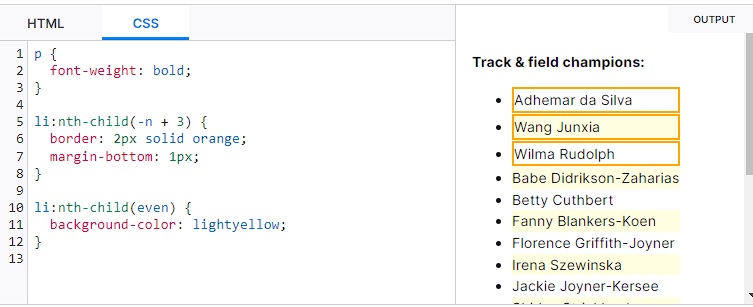 HTML
CSS
OUTPUT
1 p {
2 font-weight: bold;
3 }
4
5 li:nth-child(-n + 3) {
6 border: 2px solid orange;
7 margin-bottom: 1px;
8 }
9
10 li:nth-child(even) {
11 background-color: lightyellow;
12 }
13
Track & field champions:
Adhemar da Silva
Wang Junxia
Wilma Rudolph
Babe Didrikson-Zaharias
Betty Cuthbert
Fanny Blankers-Koen
Florence Griffith-Joyner
Irena Szewinska
Jackie Joyner-Kersee